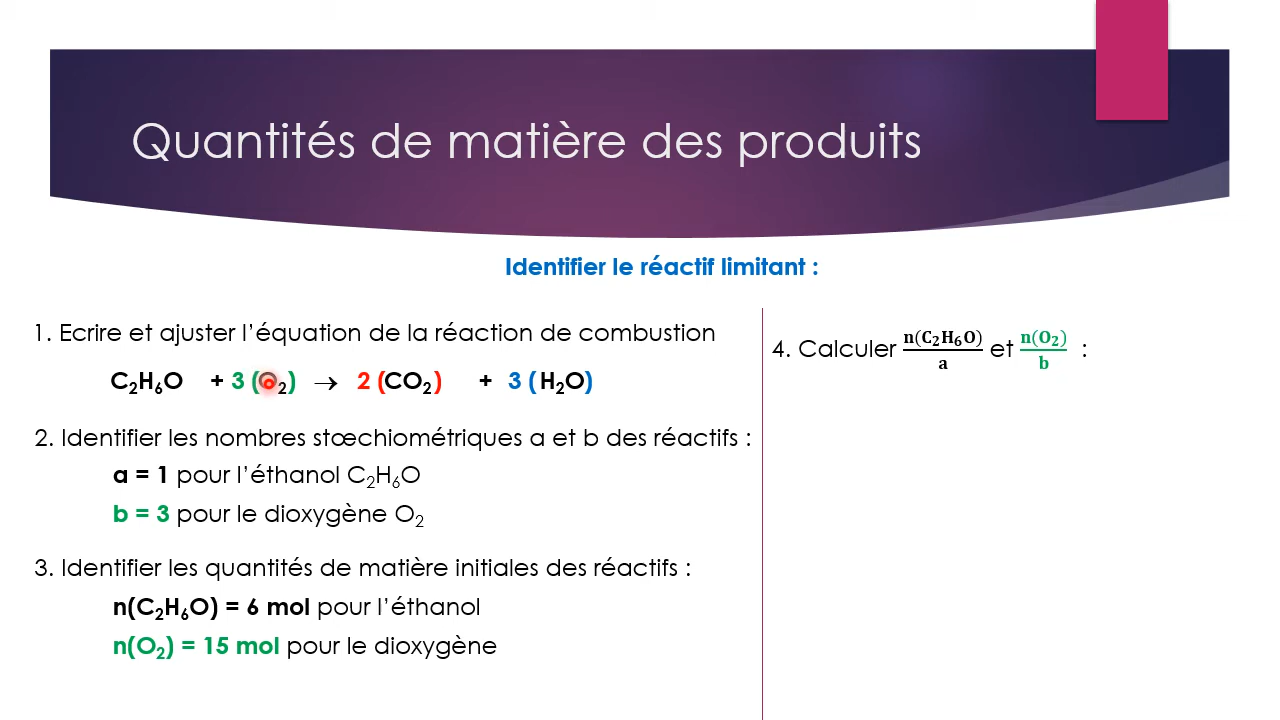 Quantités de matière des produits
Identifier le réactif limitant :
1. Ecrire et ajuster l’équation de la réaction de combustion
C₂H₆O + 3 (O₂) → 2 (CO₂) + 3 (H₂O)
2. Identifier les nombres stœchiométriques a et b des réactifs :
a = 1 pour l’éthanol C₂H₆O
b = 3 pour le dioxygène O₂
3. Identifier les quantités de matière initiales des réactifs :
n(C₂H₆O) = 6 mol pour l’éthanol
n(O₂) = 15 mol pour le dioxygène
4. Calculer n(C₂H₆O)/a et n(O₂)/b :